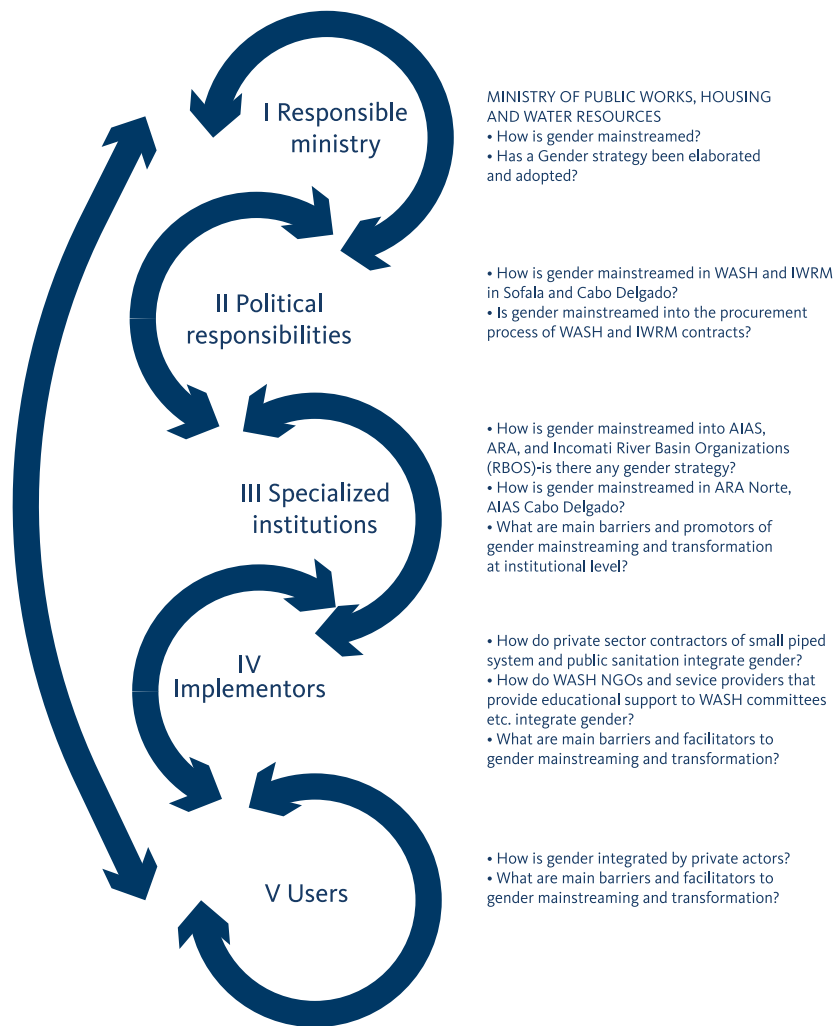 I Responsible
ministry
MINISTRY OF PUBLIC WORKS, HOUSING
AND WATER RESOURCES
• How is gender mainstreamed?
• Has a Gender strategy been elaborated
and adopted?
II Political
responsibilities
• How is gender mainstreamed in WASH and IWRM
in Sofala and Cabo Delgado?
• Is gender mainstreamed into the procurement
process of WASH and IWRM contracts?
III Specialized
institutions
• How is gender mainstreamed into AIAS,
ARA, and Incomati River Basin Organizations
(RBOS)-is there any gender strategy?
• How is gender mainstreamed in ARA Norte,
AIAS Cabo Delgado?
• What are main barriers and promotors of
gender mainstreaming and transformation
at institutional level?
IV
Implementors
• How do private sector contractors of small piped
system and public sanitation integrate gender?
• How do WASH NGOs and sevice providers that
provide educational support to WASH committees
etc. integrate gender?
• What are main barriers and facilitators to
gender mainstreaming and transformation?
V Users
• How is gender integrated by private actors?
• What are main barriers and facilitators to
gender mainstreaming and transformation?